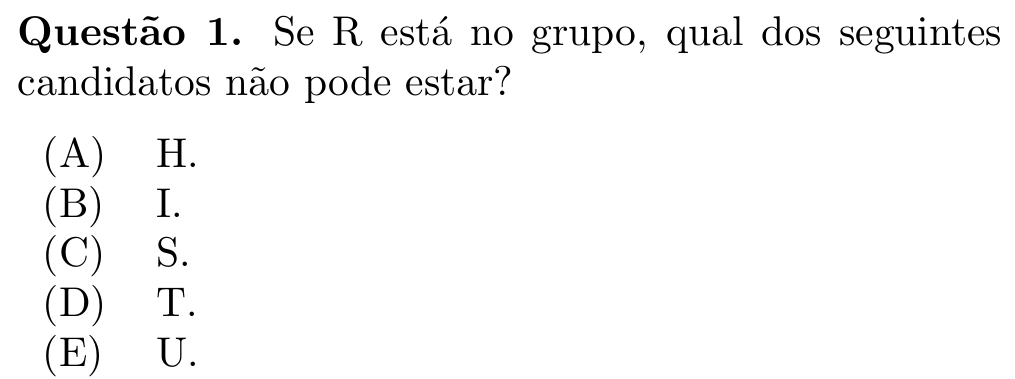 Questão 1. Se R está no grupo, qual dos seguintes
candidatos não pode estar?
(A) H.
(B) I.
(C) S.
(D) T.
(E) U.